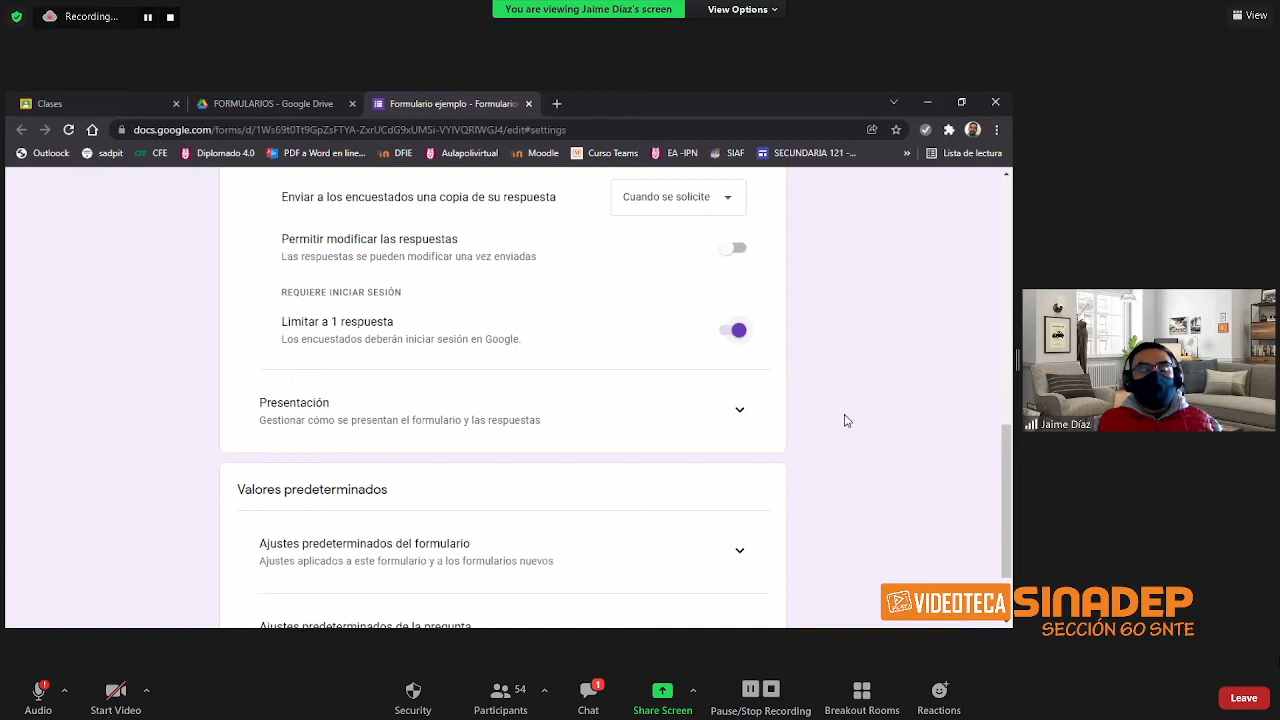 Recording...
You are viewing Jaime Díaz's screen
View Options
View
Clases
FORMULARIOS - Google Drive
Formulario ejemplo - Formularios
docs.google.com/forms/d/1Ws69t0Tt9GpZsFTYA-ZxrUCdG9xUMSi-VYlVQRlWGJ4/edit#settings
Outloock
sadpit
CFE
Diplomado 4.0
PDF a Word en line...
DFIE
Aulapolivirtual
Moodle
Curso Teams
EA -IPN
SIAF
SECUNDARIA 121 -...
»
Lista de lectura
Enviar a los encuestados una copia de su respuesta
Cuando se solicite
Permitir modificar las respuestas
Las respuestas se pueden modificar una vez enviadas
REQUIERE INICIAR SESIÓN
Limitar a 1 respuesta
Los encuestados deberán iniciar sesión en Google.
Presentación
Gestionar cómo se presentan el formulario y las respuestas
Jaime Díaz
Valores predeterminados
Ajustes predeterminados del formulario
Ajustes aplicados a este formulario y a los formularios nuevos
Ajustes predeterminados de la pregunta
VIDEOTECA
SINADEP
SECCIÓN 60 SNTE
Audio
Start Video
Security
54
Participants
1
Chat
Share Screen
Pause/Stop Recording
Breakout Rooms
Reactions
Leave